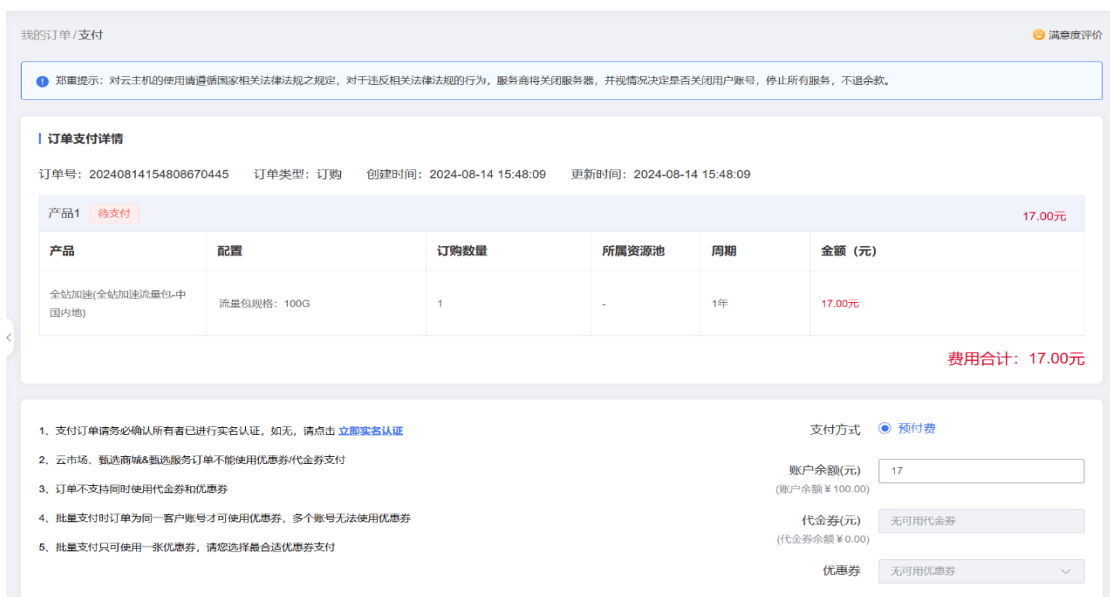 我的订单/支付
满意度评价
郑重提示：对云主机的使用请遵循国家相关法律法规之规定，对于违反相关法律法规的行为，服务商将关闭服务器，并视情况决定是否关闭用户账号，停止所有服务，不退余款。
订单支付详情
订单号：20240814154808670445 订单类型：订购 创建时间：2024-08-14 15:48:09 更新时间：2024-08-14 15:48:09
产品1 待支付 17.00元
产品 配置 订购数量 所属资源池 周期 金额（元）
全站加速(全站加速流量包-中
国内地) 流量包规格：100G 1 - 1年 17.00元
费用合计：17.00元
1、支付订单请务必确认所有者已进行实名认证，如无，请点击 立即实名认证
2、云市场、甄选商城&甄选服务订单不能使用优惠券/代金券支付
3、订单不支持同时使用代金券和优惠券
4、批量支付时订单为同一客户账号才可使用优惠券，多个账号无法使用优惠券
5、批量支付只可使用一张优惠券，请您选择最合适优惠券支付
支付方式 预付费
账户余额(元) 17
(账户余额¥100.00)
代金券(元) 无可用代金券
(代金券余额¥0.00)
优惠券 无可用优惠券